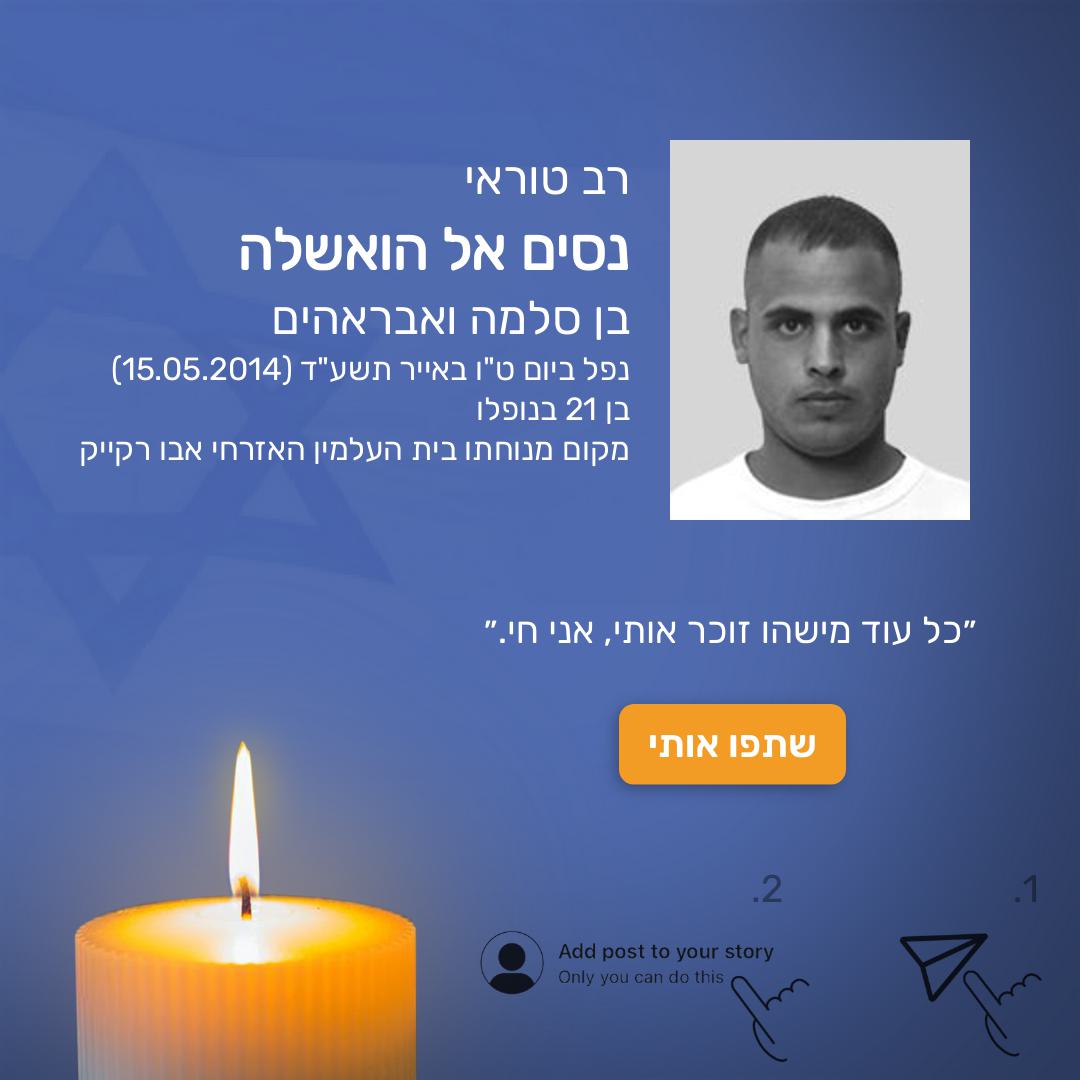 רב טוראי
נסים אל הואשלה
בן סלמה ואבראהים
נפל ביום ט"ו באייר תשע"ד (15.05.2014)
בן 21 בנופלו
מקום מנוחתו בית העלמין האזרחי אבו רקייק
״כל עוד מישהו זוכר אותי, אני חי.״
שתפו אותי
.1
.2
Add post to your story
Only you can do this